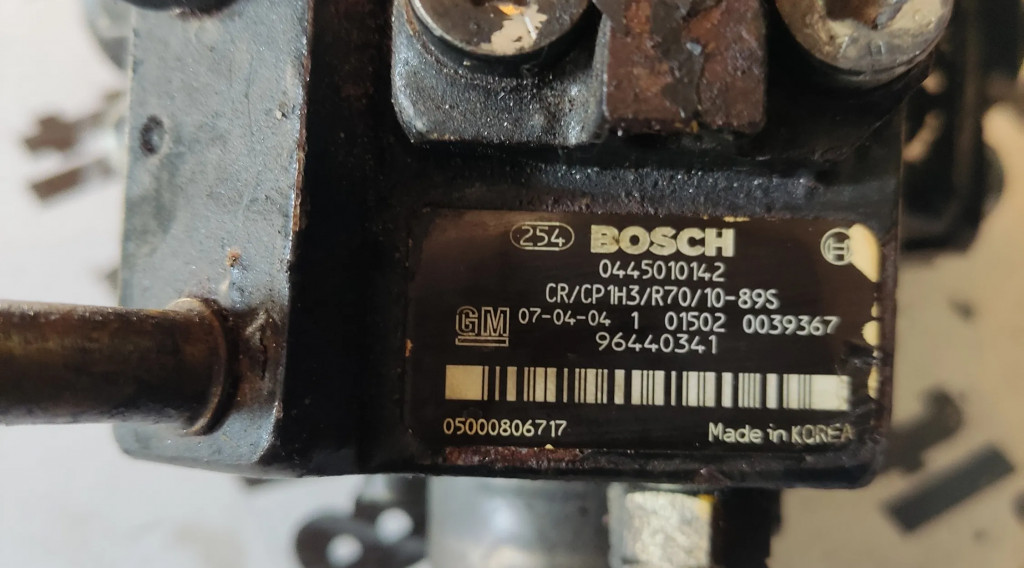 254 BOSCH
0445010142
CR/CP1H3/R70/10-89S
GM 07-04-04 1 01502 0039367
96440341
05000806717 Made in KOREA